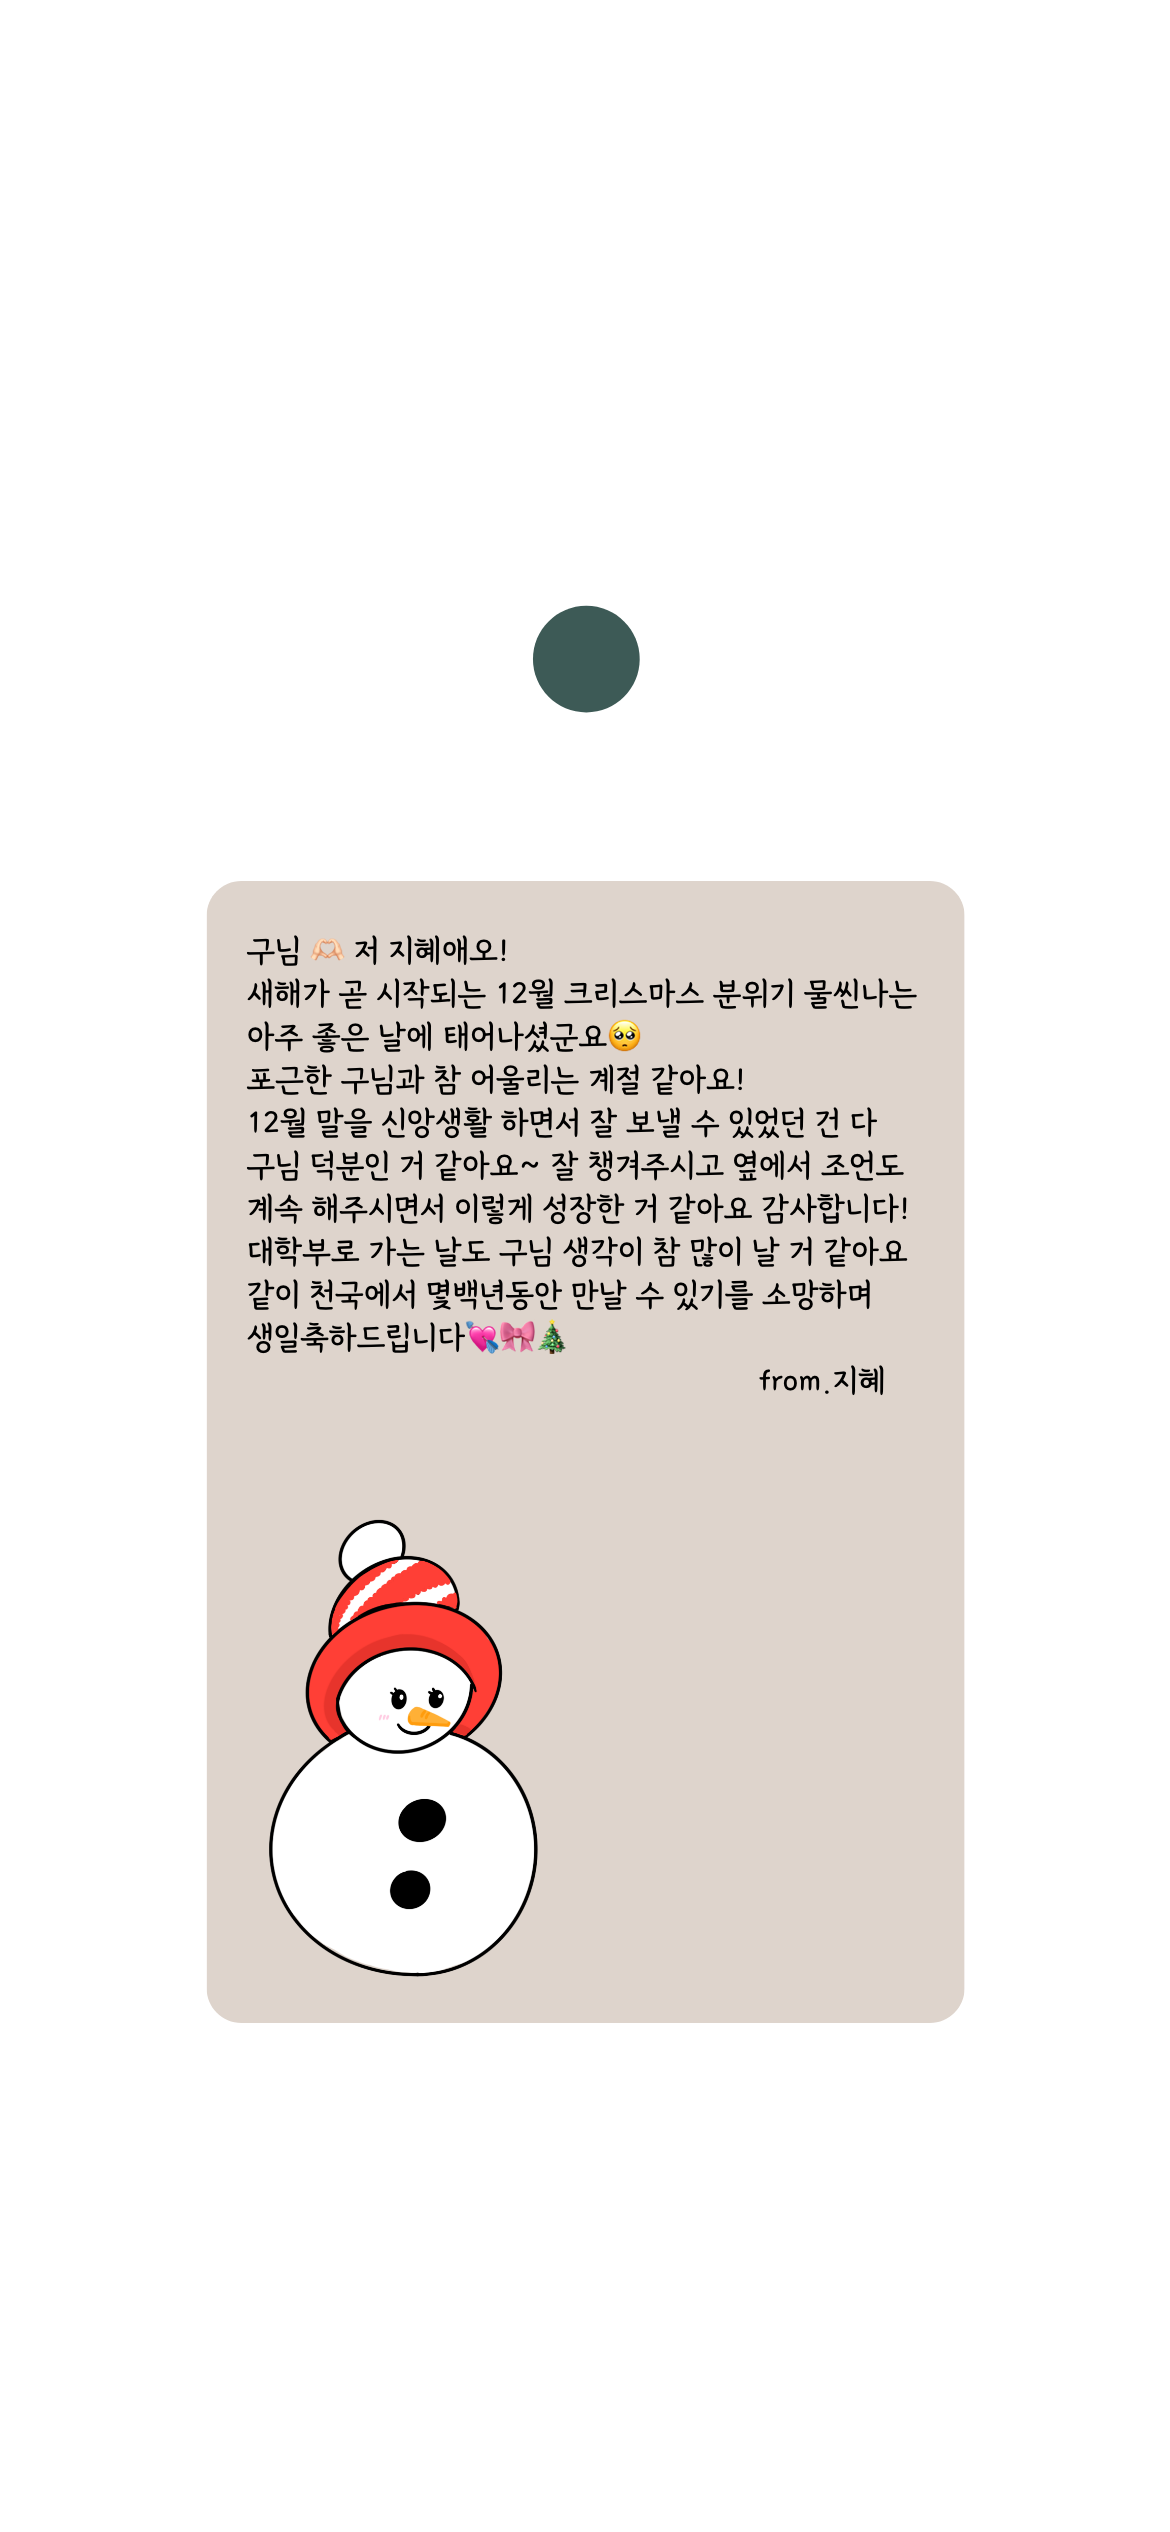 구님 🫶🏻 저 지혜애오!
새해가 곧 시작되는 12월 크리스마스 분위기 물씬나는
아주 좋은 날에 태어나셨군요🥺
포근한 구님과 참 어울리는 계절 같아요!
12월 말을 신앙생활 하면서 잘 보낼 수 있었던 건 다
구님 덕분인 거 같아요~ 잘 챙겨주시고 옆에서 조언도
계속 해주시면서 이렇게 성장한 거 같아요 감사합니다!
대학부로 가는 날도 구님 생각이 참 많이 날 거 같아요
같이 천국에서 몇백년동안 만날 수 있기를 소망하며
생일축하드립니다💘🎀🎄
from.지혜